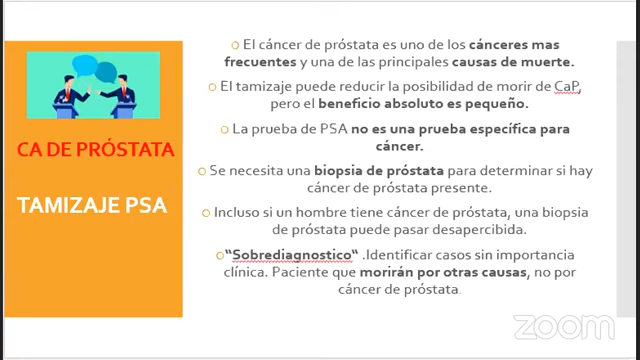 CA DE PRÓSTATA
TAMIZAJE PSA
El cáncer de próstata es uno de los cánceres mas
frecuentes y una de las principales causas de muerte.
El tamizaje puede reducir la posibilidad de morir de CaP,
pero el beneficio absoluto es pequeño.
La prueba de PSA no es una prueba específica para
cáncer.
Se necesita una biopsia de próstata para determinar si hay
cáncer de próstata presente.
Incluso si un hombre tiene cáncer de próstata, una biopsia
de próstata puede pasar desapercibida.
"Sobrediagnostico" .Identificar casos sin importancia
clínica. Paciente que morirán por otras causas, no por
cáncer de próstata.
zoom